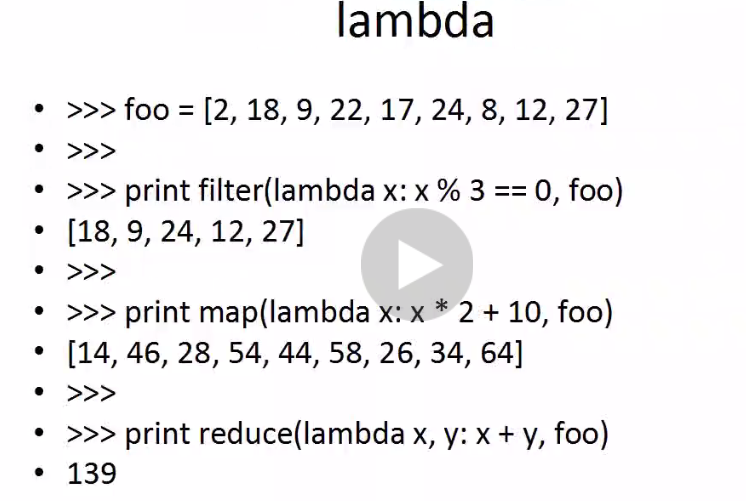 lambda
• >>> foo = [2, 18, 9, 22, 17, 24, 8, 12, 27]
• >>>
• >>> print filter(lambda x: x % 3 == 0, foo)
• [18, 9, 24, 12, 27]
• >>>
• >>> print map(lambda x: x * 2 + 10, foo)
• [14, 46, 28, 54, 44, 58, 26, 34, 64]
• >>>
• >>> print reduce(lambda x, y: x + y, foo)
• 139